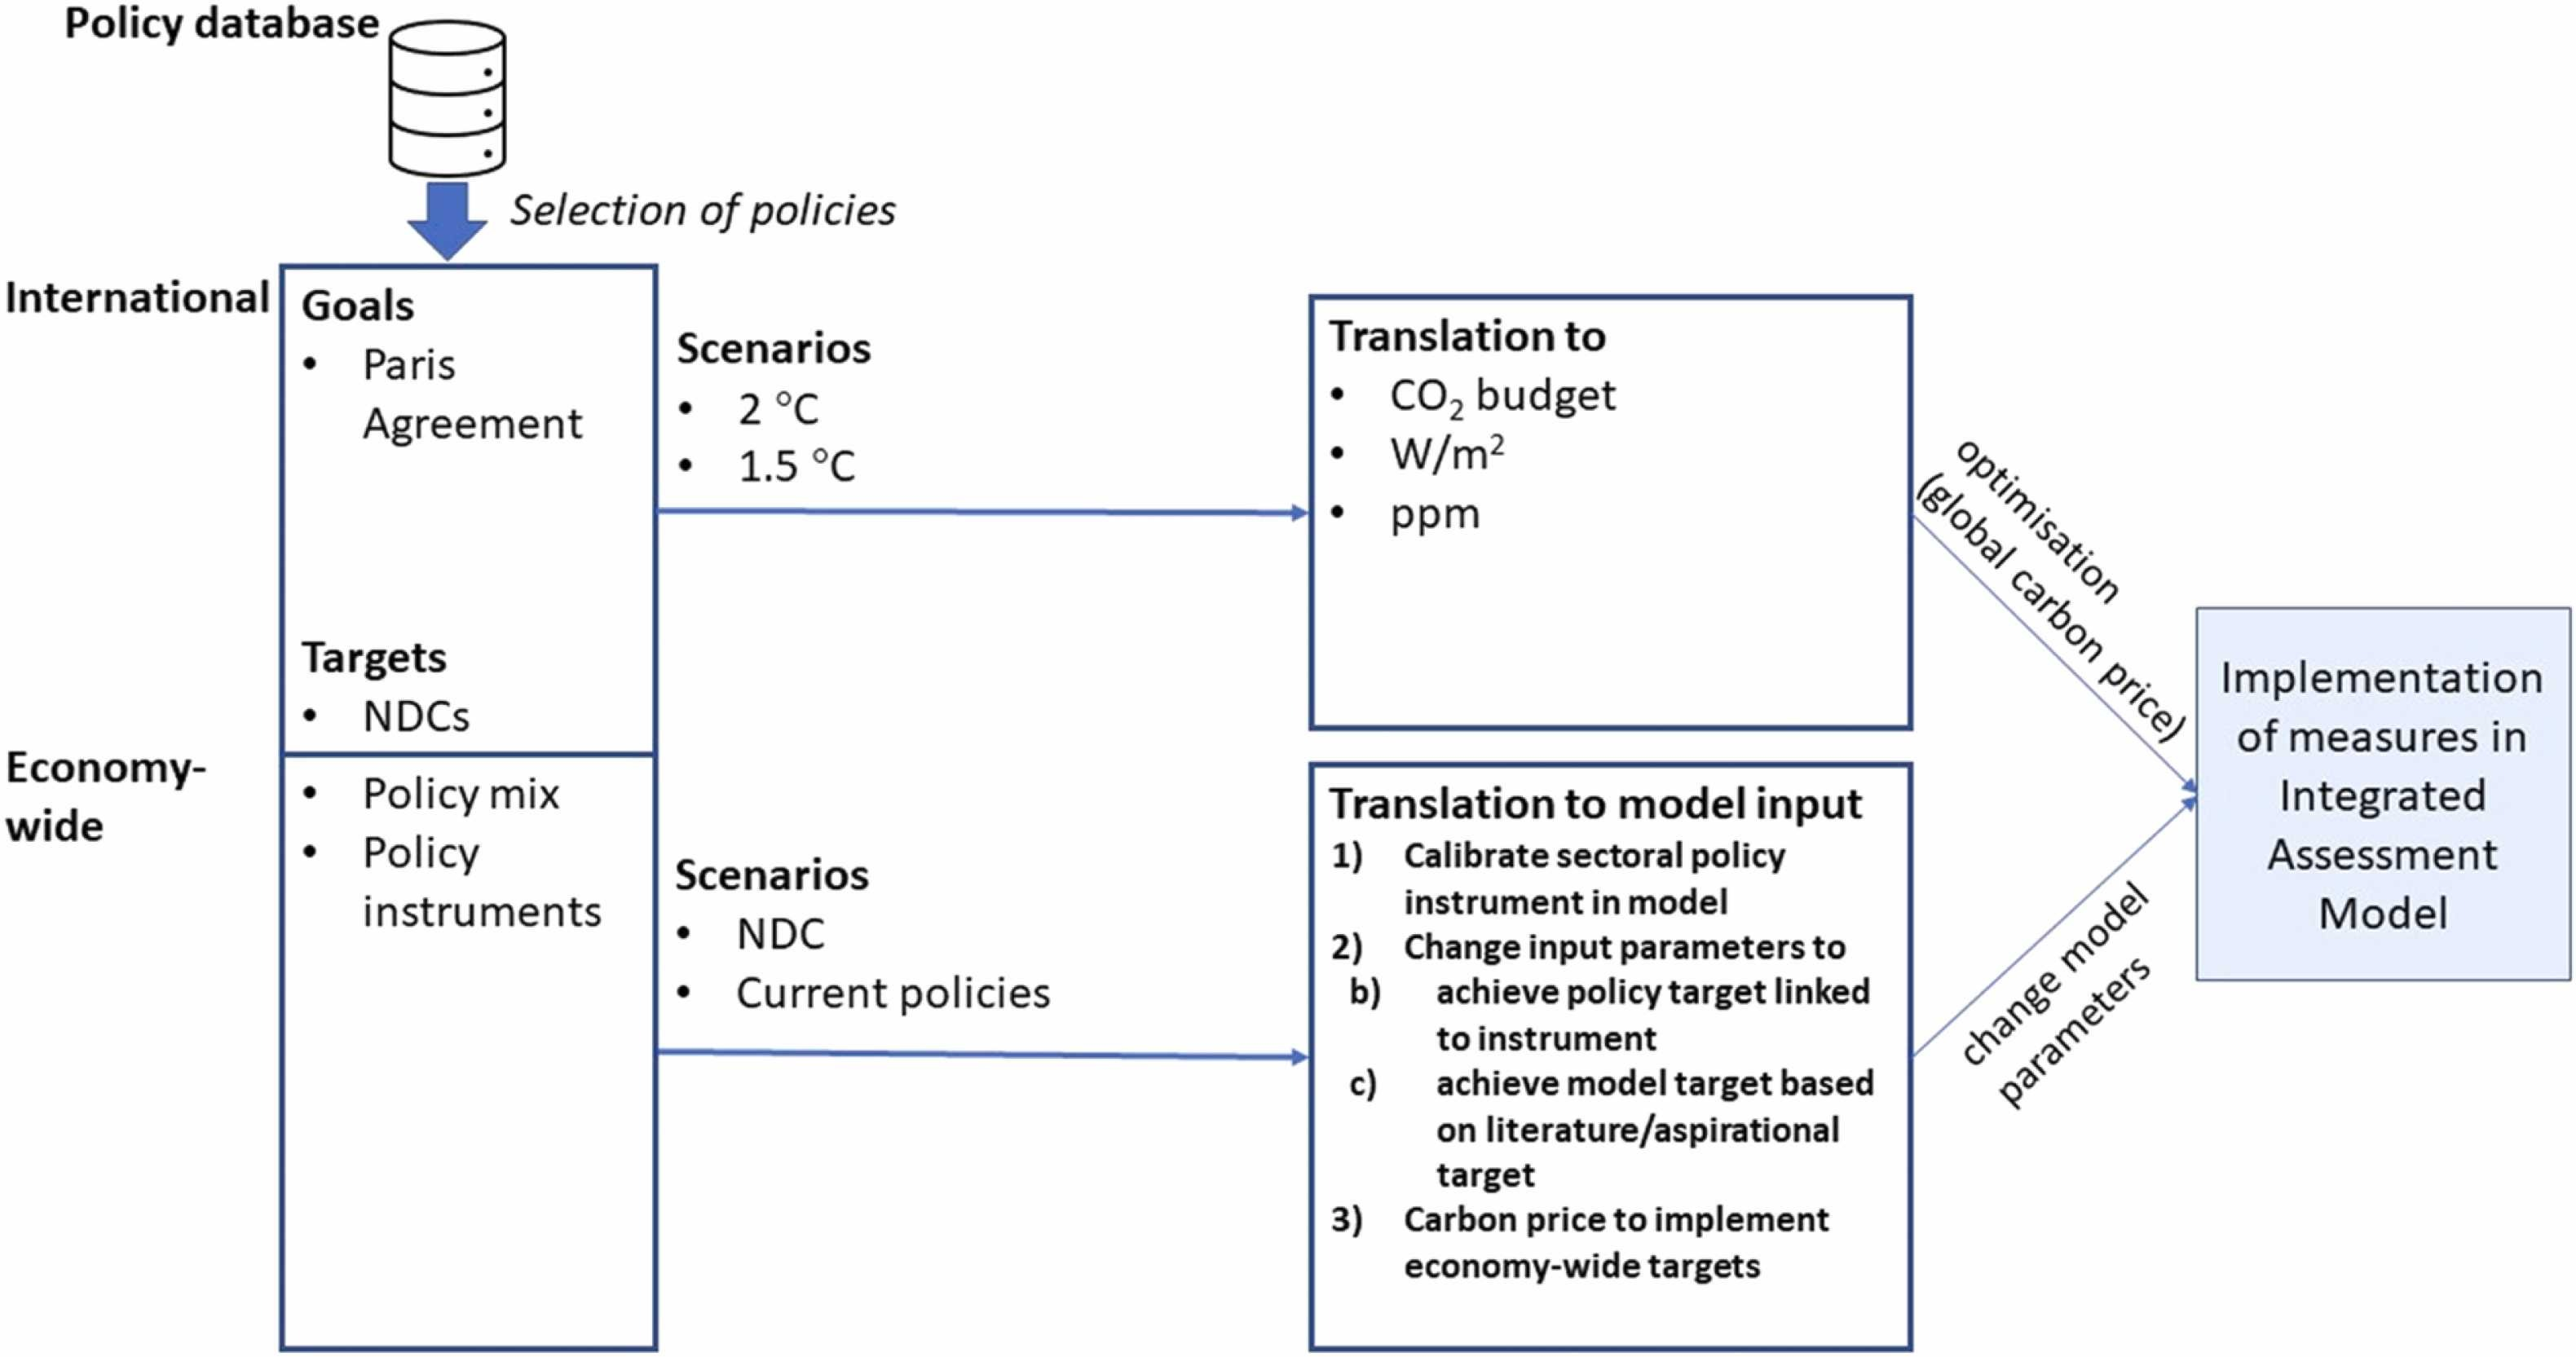 Policy database
Selection of policies
International
Goals
• Paris
Agreement
Targets
• NDCs
Economy-
wide
• Policy mix
• Policy
instruments
Scenarios
• 2 °C
• 1.5 °C
Scenarios
• NDC
• Current policies
Translation to
• CO₂ budget
• W/m²
• ppm
Translation to model input
1) Calibrate sectoral policy
instrument in model
2) Change input parameters to
b) achieve policy target linked
to instrument
c) achieve model target based
on literature/aspirational
target
3) Carbon price to implement
economy-wide targets
optimisation
(global carbon price)
change model
parameters
Implementation
of measures in
Integrated
Assessment
Model